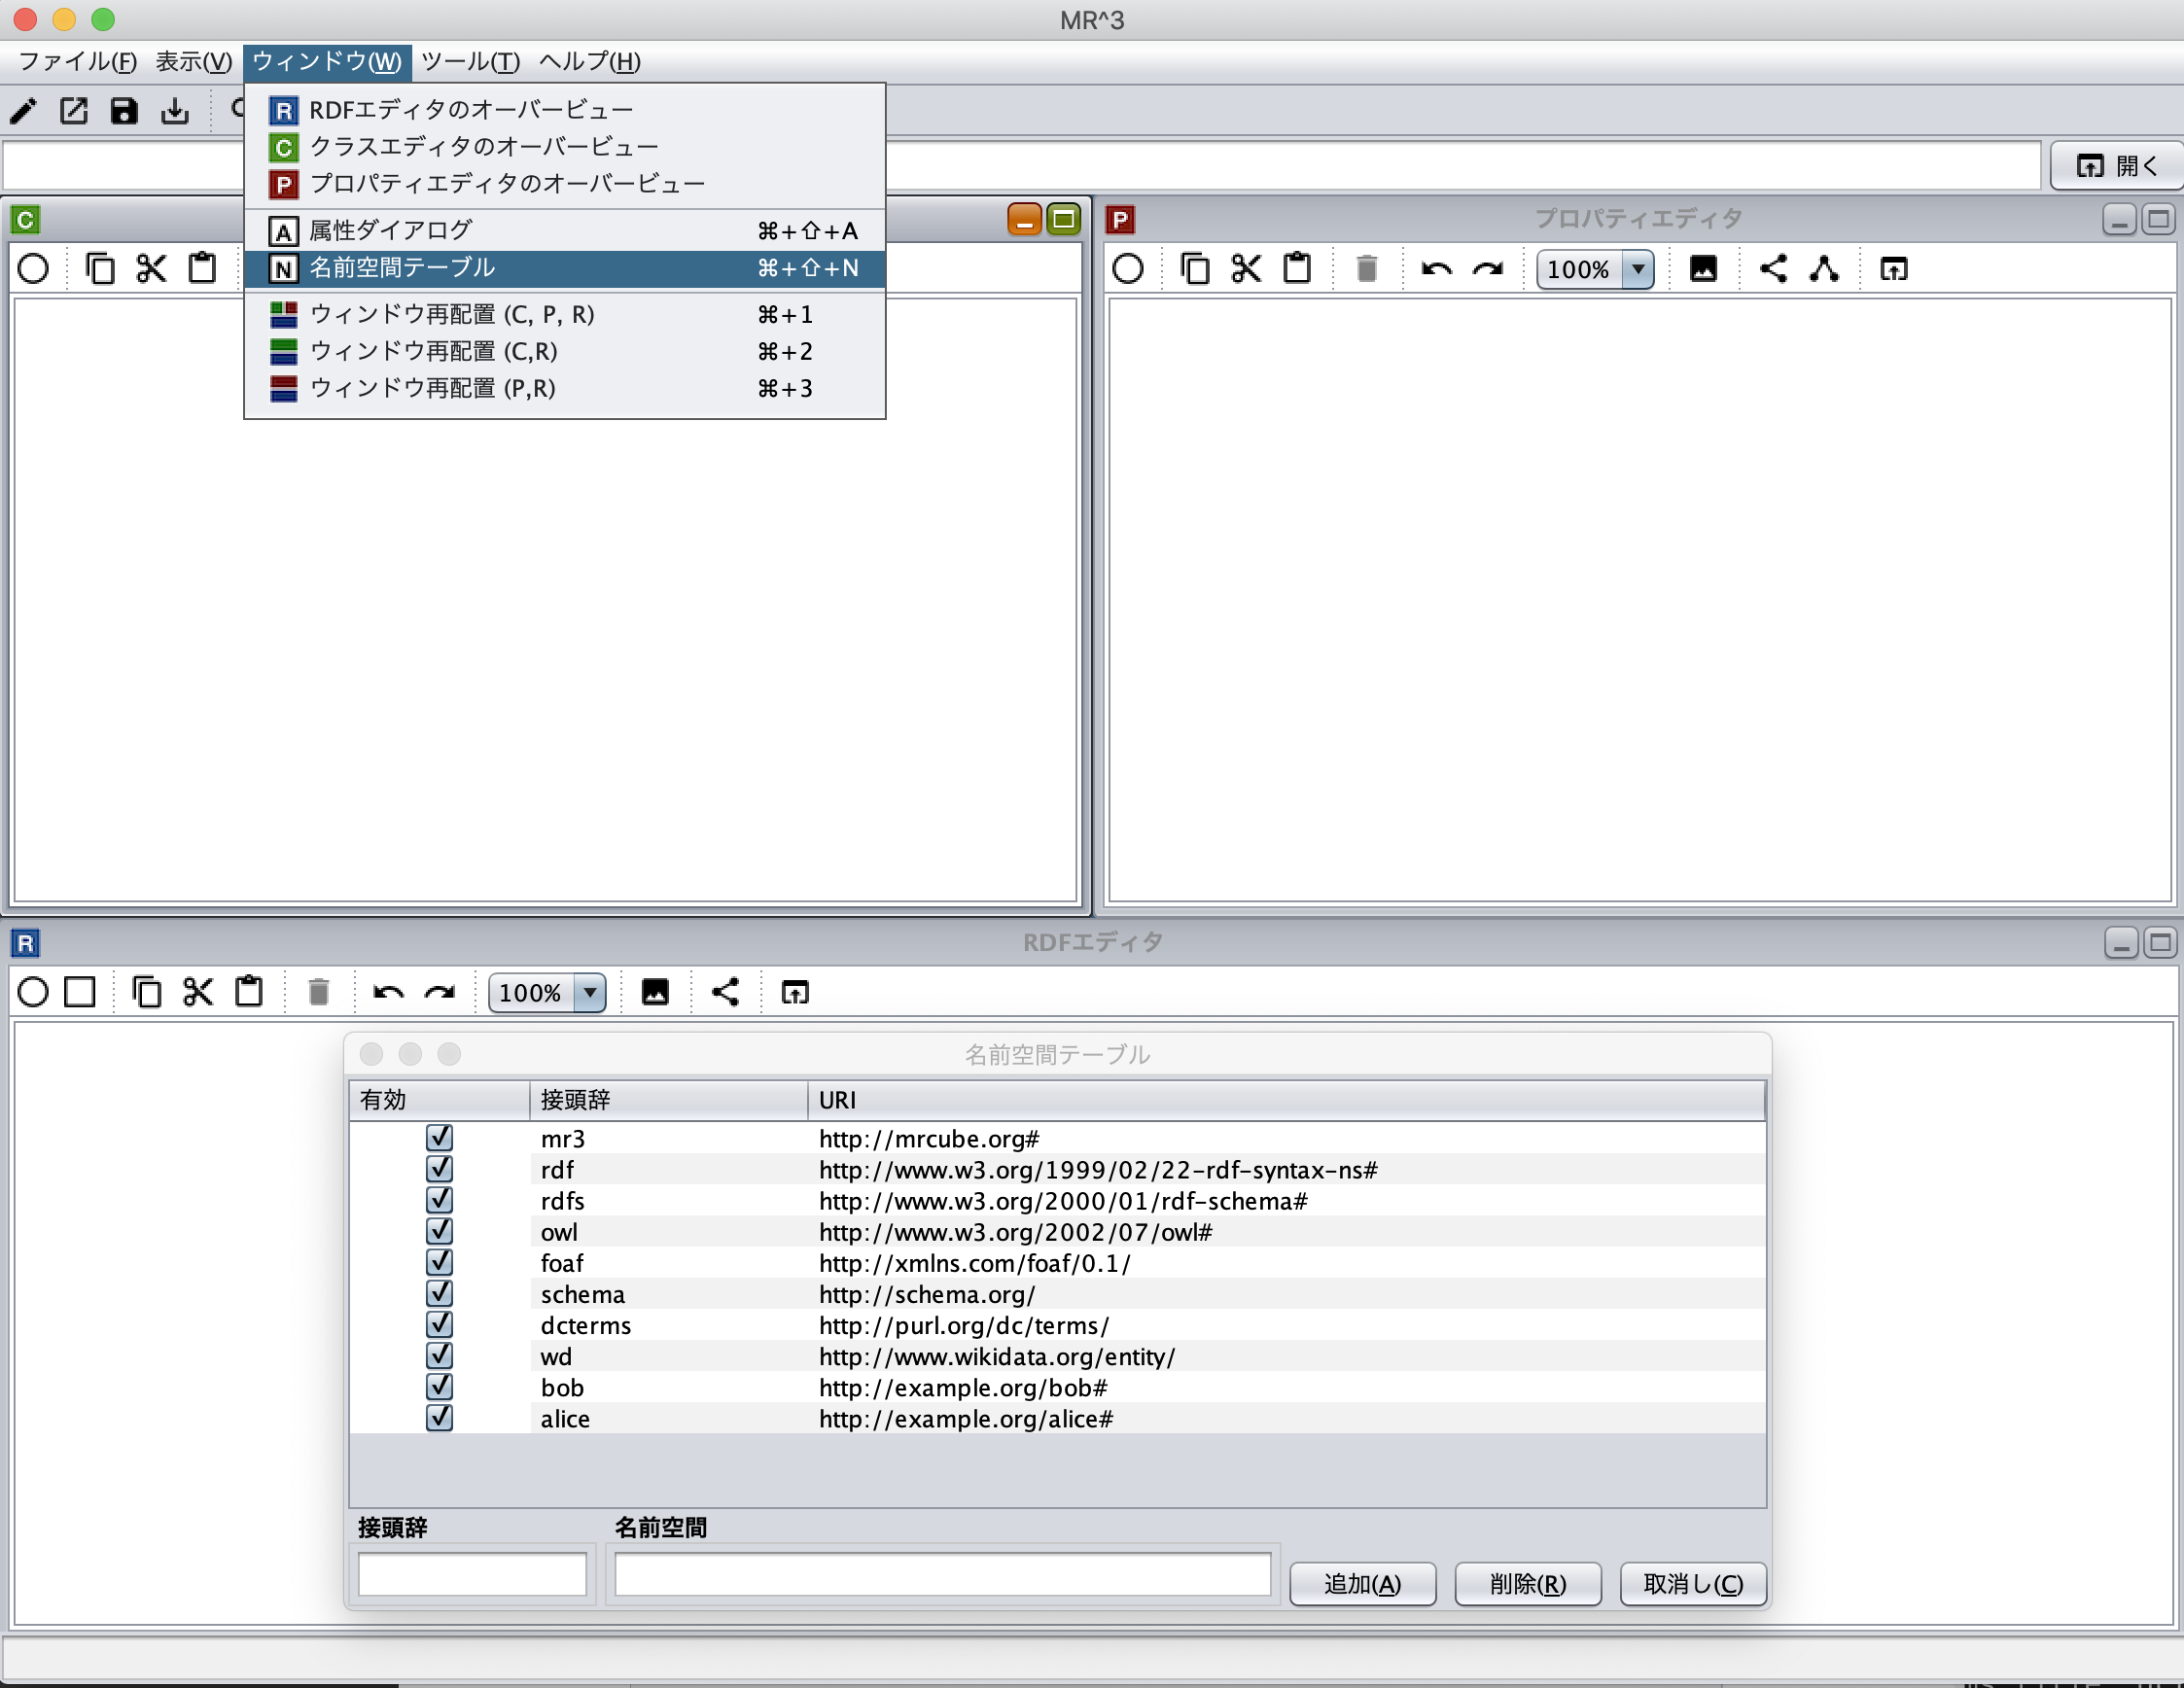 MR^3
ファイル(F) 表示(V) ウィンドウ(W) ツール(T) ヘルプ(H)
RDFエディタのオーバービュー
クラスエディタのオーバービュー
プロパティエディタのオーバービュー
属性ダイアログ ⌘+⇧+A
名前空間テーブル ⌘+⇧+N
ウィンドウ再配置 (C, P, R) ⌘+1
ウィンドウ再配置 (C,R) ⌘+2
ウィンドウ再配置 (P,R) ⌘+3
開く
プロパティエディタ
100%
RDFエディタ
100%
名前空間テーブル
有効 接頭辞 URI
mr3 http://mrcube.org#
rdf http://www.w3.org/1999/02/22-rdf-syntax-ns#
rdfs http://www.w3.org/2000/01/rdf-schema#
owl http://www.w3.org/2002/07/owl#
foaf http://xmlns.com/foaf/0.1/
schema http://schema.org/
dcterms http://purl.org/dc/terms/
wd http://www.wikidata.org/entity/
bob http://example.org/bob#
alice http://example.org/alice#
接頭辞 名前空間
追加(A) 削除(R) 取消し(C)